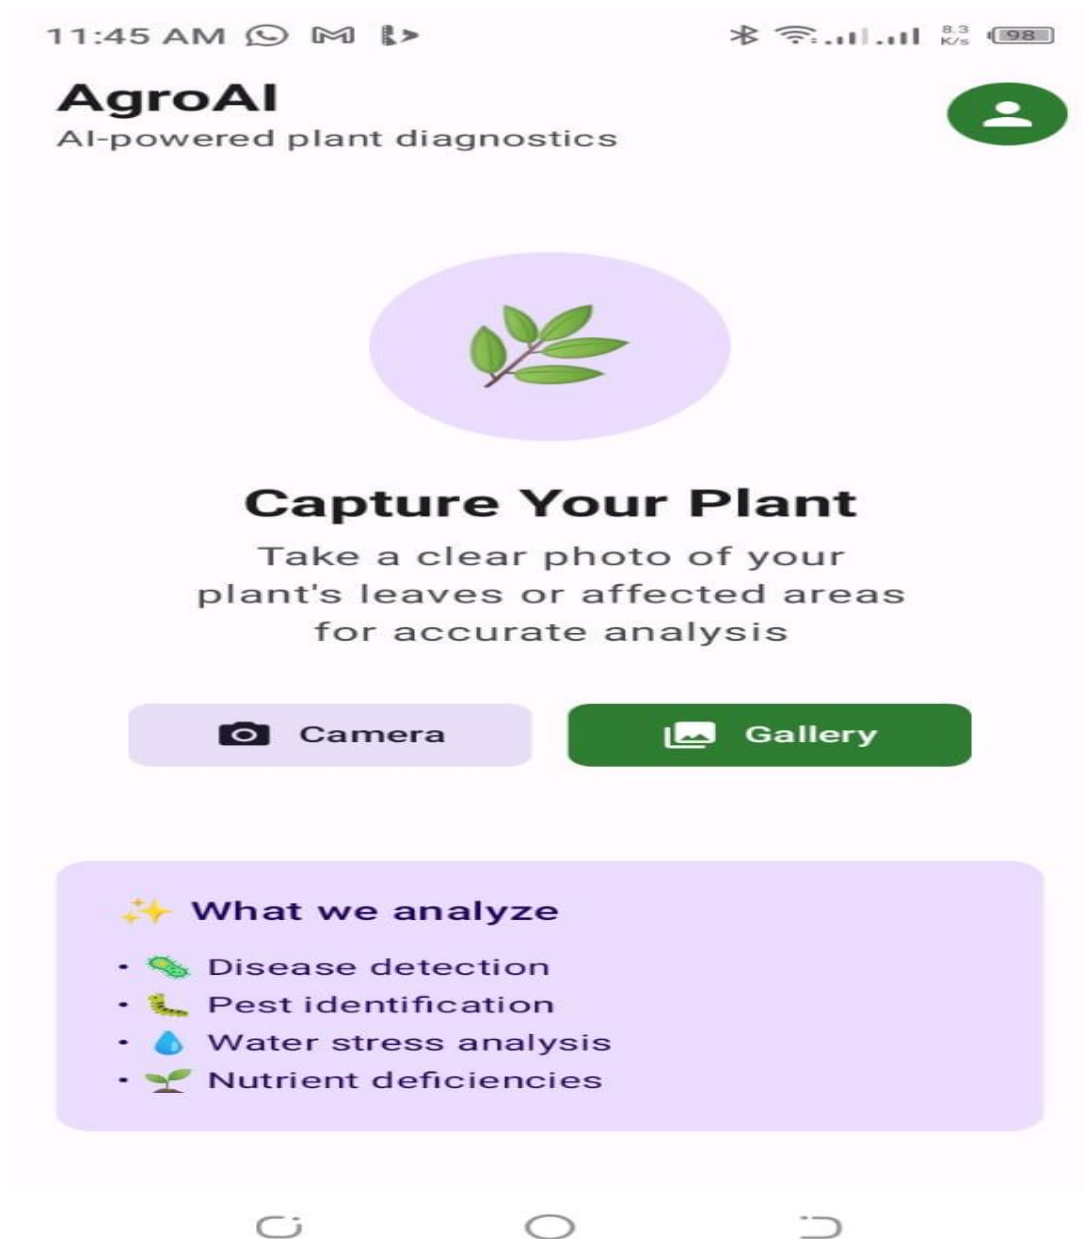 11:45 AM 8.3 K/s 98
AgroAI
AI-powered plant diagnostics
Capture Your Plant
Take a clear photo of your
plant's leaves or affected areas
for accurate analysis
Camera Gallery
What we analyze
• Disease detection
• Pest identification
• Water stress analysis
• Nutrient deficiencies